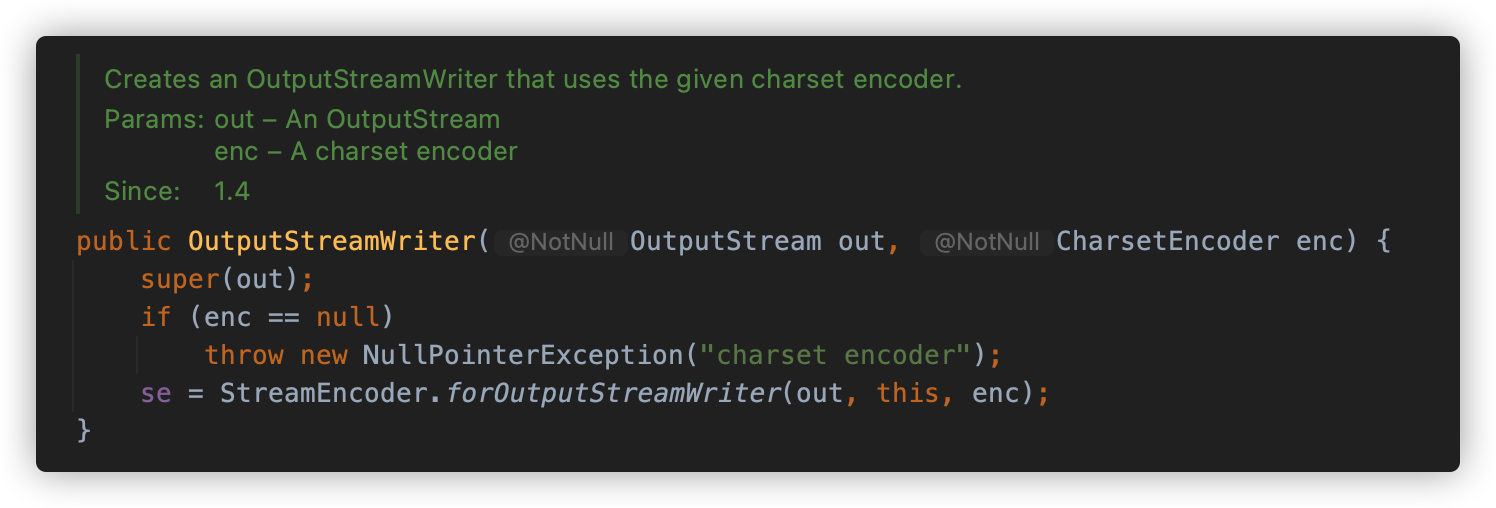 Creates an OutputStreamWriter that uses the given charset encoder.
Params: out – An OutputStream
enc – A charset encoder
Since: 1.4
public OutputStreamWriter( @NotNull OutputStream out, @NotNull CharsetEncoder enc) {
super(out);
if (enc == null)
throw new NullPointerException("charset encoder");
se = StreamEncoder.forOutputStreamWriter(out, this, enc);
}